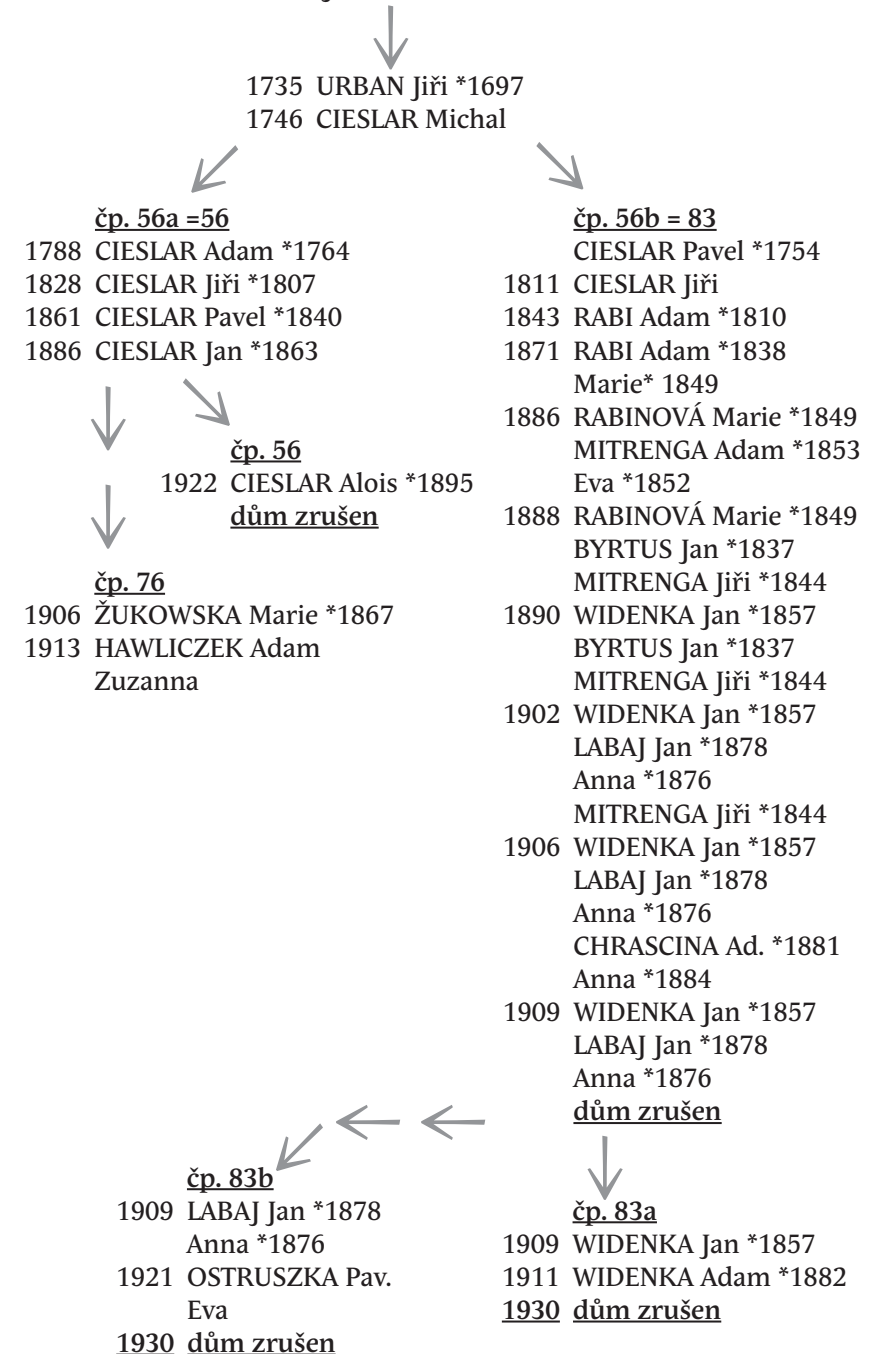 1735 URBAN Jiří *1697
1746 CIESLAR Michal
čp. 56a =56
1788 CIESLAR Adam *1764
1828 CIESLAR Jiří *1807
1861 CIESLAR Pavel *1840
1886 CIESLAR Jan *1863
čp. 56
1922 CIESLAR Alois *1895
dům zrušen
čp. 76
1906 ŽUKOWSKA Marie *1867
1913 HAWLICZEK Adam
Zuzanna
čp. 56b = 83
CIESLAR Pavel *1754
1811 CIESLAR Jiří
1843 RABI Adam *1810
1871 RABI Adam *1838
Marie* 1849
1886 RABINOVÁ Marie *1849
MITRENGA Adam *1853
Eva *1852
1888 RABINOVÁ Marie *1849
BYRTUS Jan *1837
MITRENGA Jiří *1844
1890 WIDENKA Jan *1857
BYRTUS Jan *1837
MITRENGA Jiří *1844
1902 WIDENKA Jan *1857
LABAJ Jan *1878
Anna *1876
MITRENGA Jiří *1844
1906 WIDENKA Jan *1857
LABAJ Jan *1878
Anna *1876
CHRASCINA Ad. *1881
Anna *1884
1909 WIDENKA Jan *1857
LABAJ Jan *1878
Anna *1876
dům zrušen
čp. 83b
1909 LABAJ Jan *1878
Anna *1876
1921 OSTRUSZKA Pav.
Eva
1930 dům zrušen
čp. 83a
1909 WIDENKA Jan *1857
1911 WIDENKA Adam *1882
1930 dům zrušen